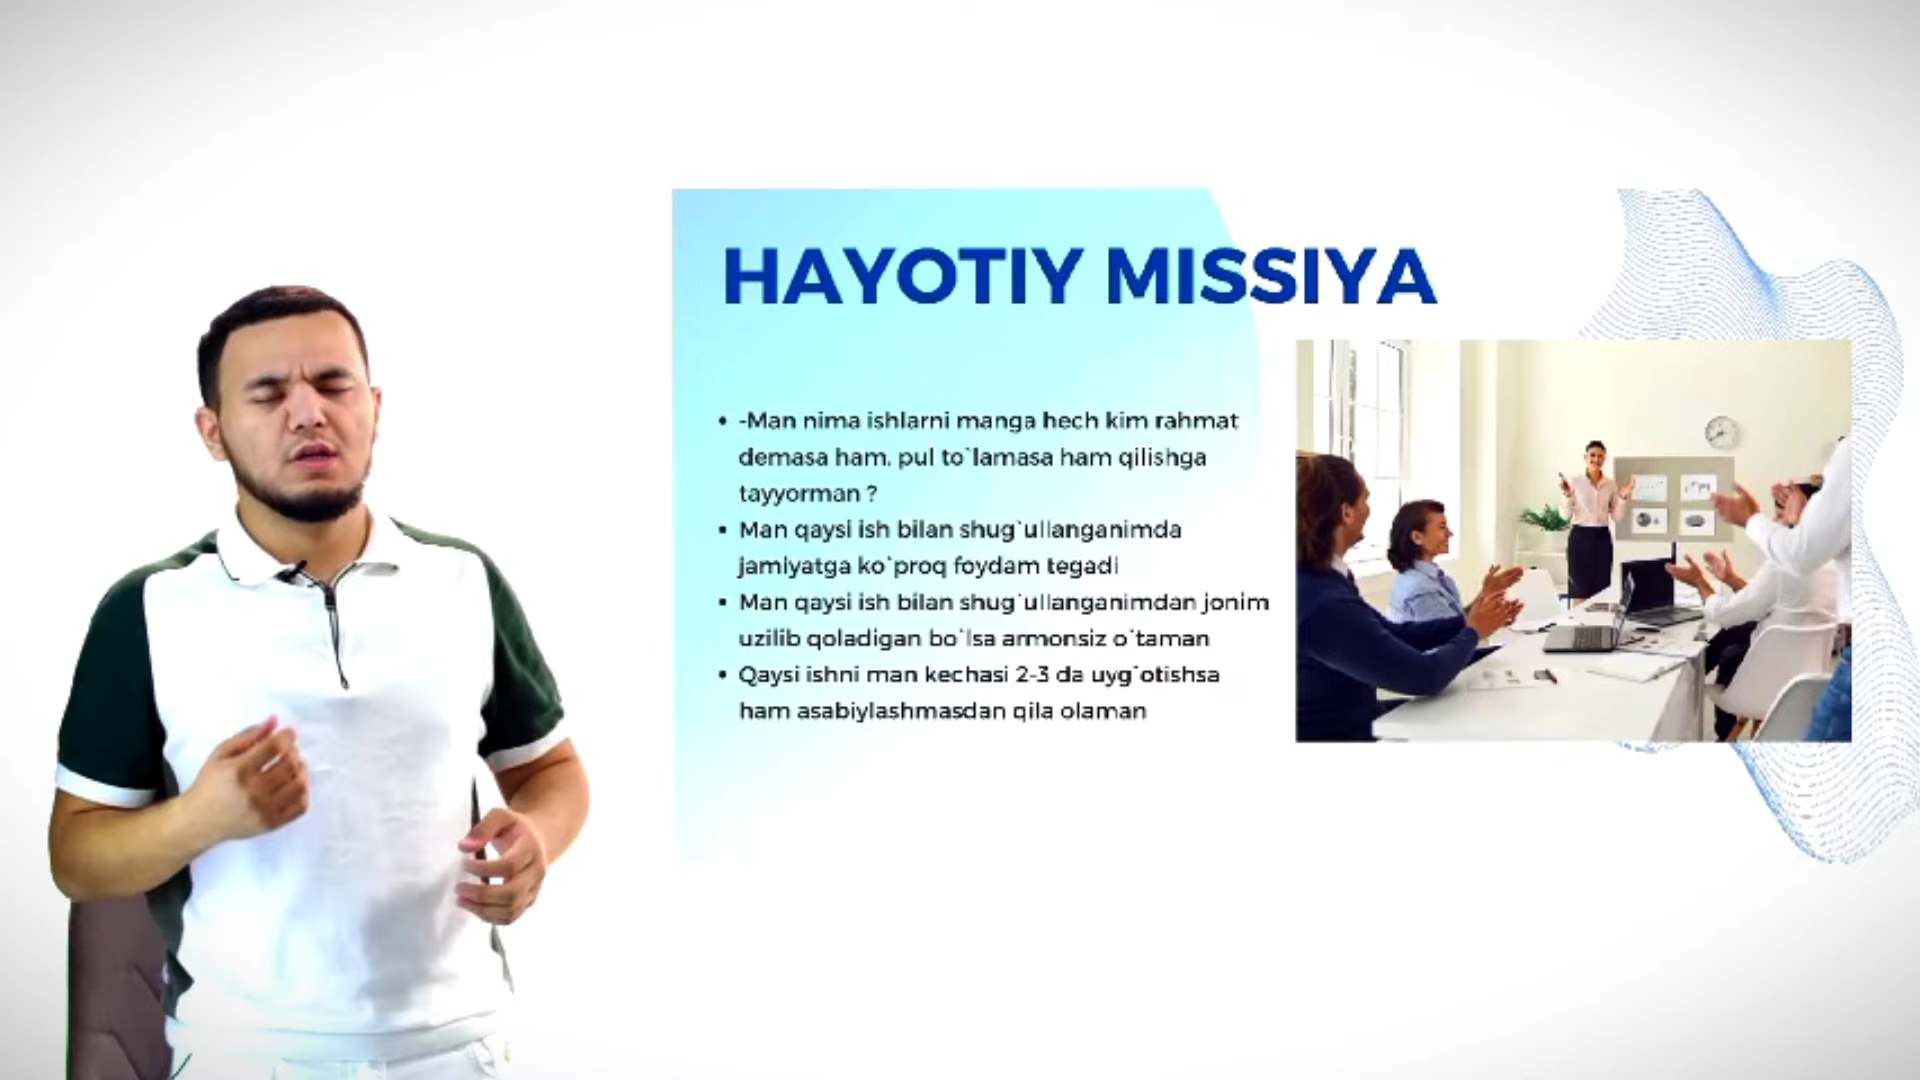 HAYOTIY MISSIYA
• -Man nima ishlarni manga hech kim rahmat
demasa ham, pul to`lamasa ham qilishga
tayyorman ?
• Man qaysi ish bilan shug`ullanganimda
jamiyatga ko`proq foydam tegadi
• Man qaysi ish bilan shug`ullanganimdan jonim
uzilib qoladigan bo`lsa armonsiz o`taman
• Qaysi ishni man kechasi 2-3 da uyg`otishsa
ham asabiylashmasdan qila olaman